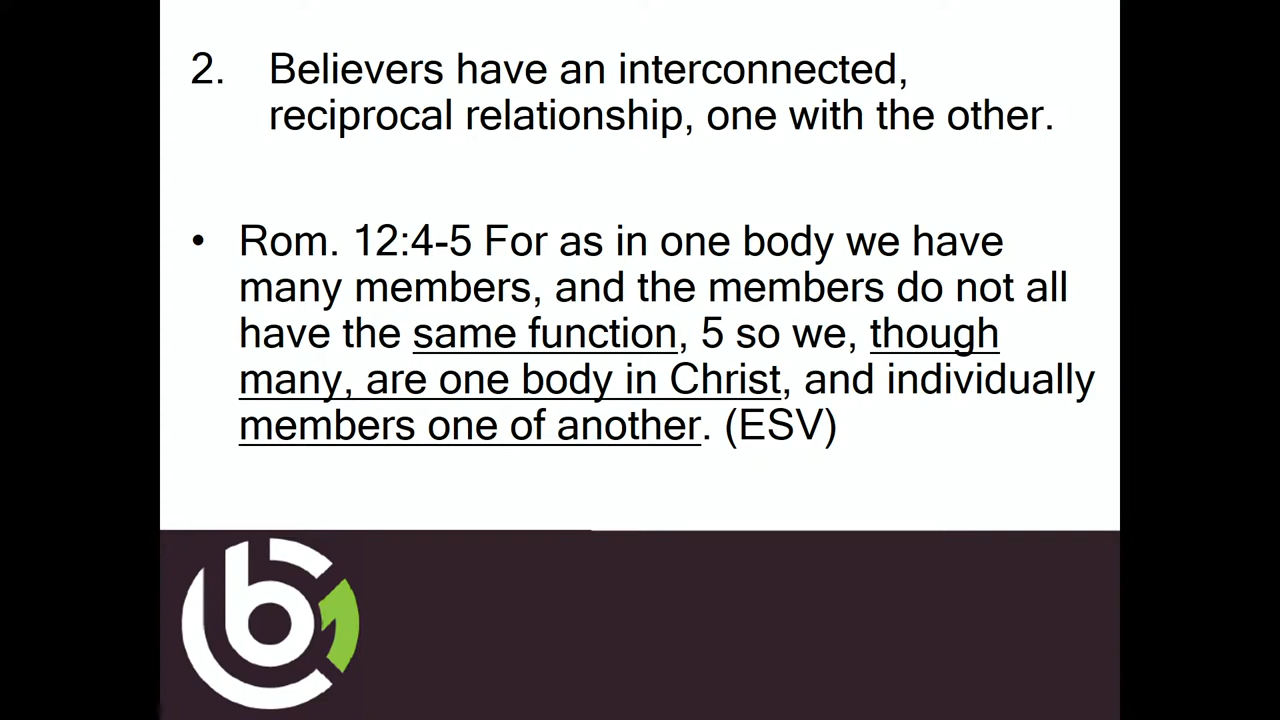 2. Believers have an interconnected,
reciprocal relationship, one with the other.
• Rom. 12:4-5 For as in one body we have
many members, and the members do not all
have the same function, 5 so we, though
many, are one body in Christ, and individually
members one of another. (ESV)
b1